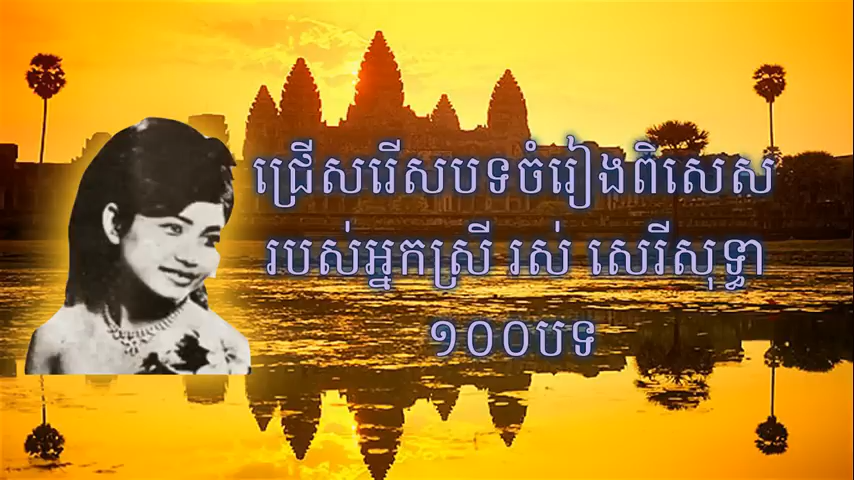 ជ្រើសរើសបទចំរៀងពិសេស
របស់អ្នកស្រី រស់ សេរីសុទ្ធា
១០០បទ